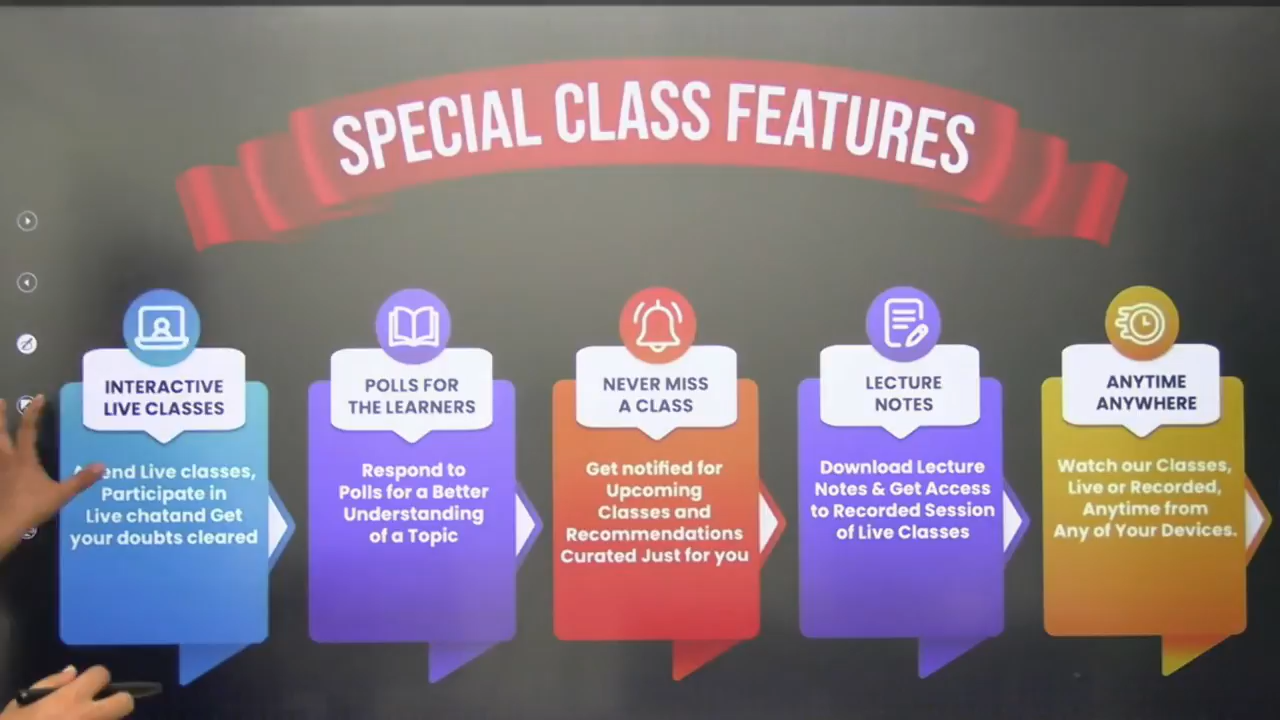 SPECIAL CLASS FEATURES
INTERACTIVE
LIVE CLASSES
Live classes,
Participate in
Live chatand Get
your doubts cleared
POLLS FOR
THE LEARNERS
Respond to
Polls for a Better
Understanding
of a Topic
NEVER MISS
A CLASS
Get notified for
Upcoming
Classes and
Recommendations
Curated Just for you
LECTURE
NOTES
Download Lecture
Notes & Get Access
to Recorded Session
of Live Classes
ANYTIME
ANYWHERE
Watch our Classes,
Live or Recorded,
Anytime from
Any of Your Devices.